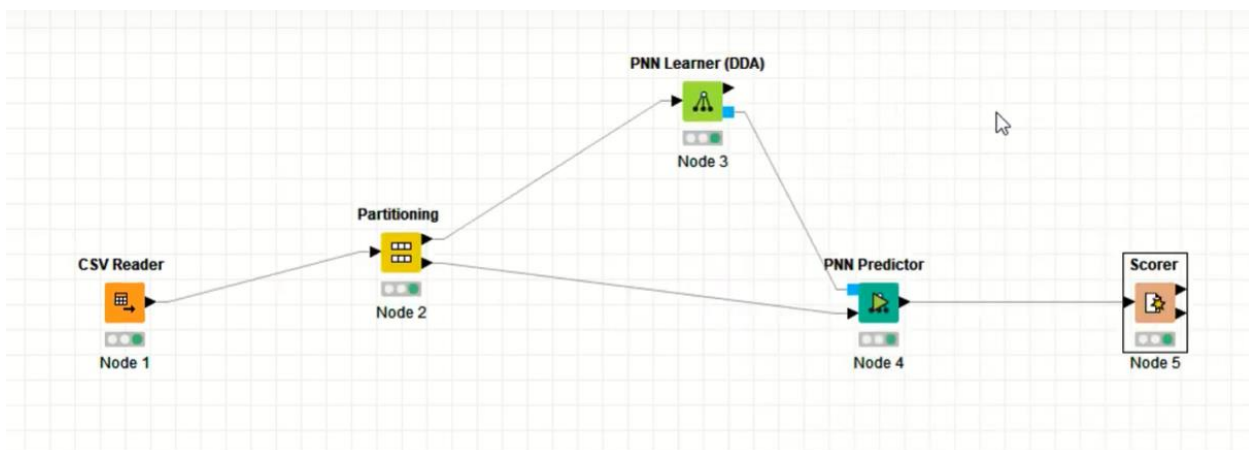 PNN Learner (DDA)
Node 3
Partitioning
Node 2
CSV Reader
Node 1
PNN Predictor
Node 4
Scorer
Node 5